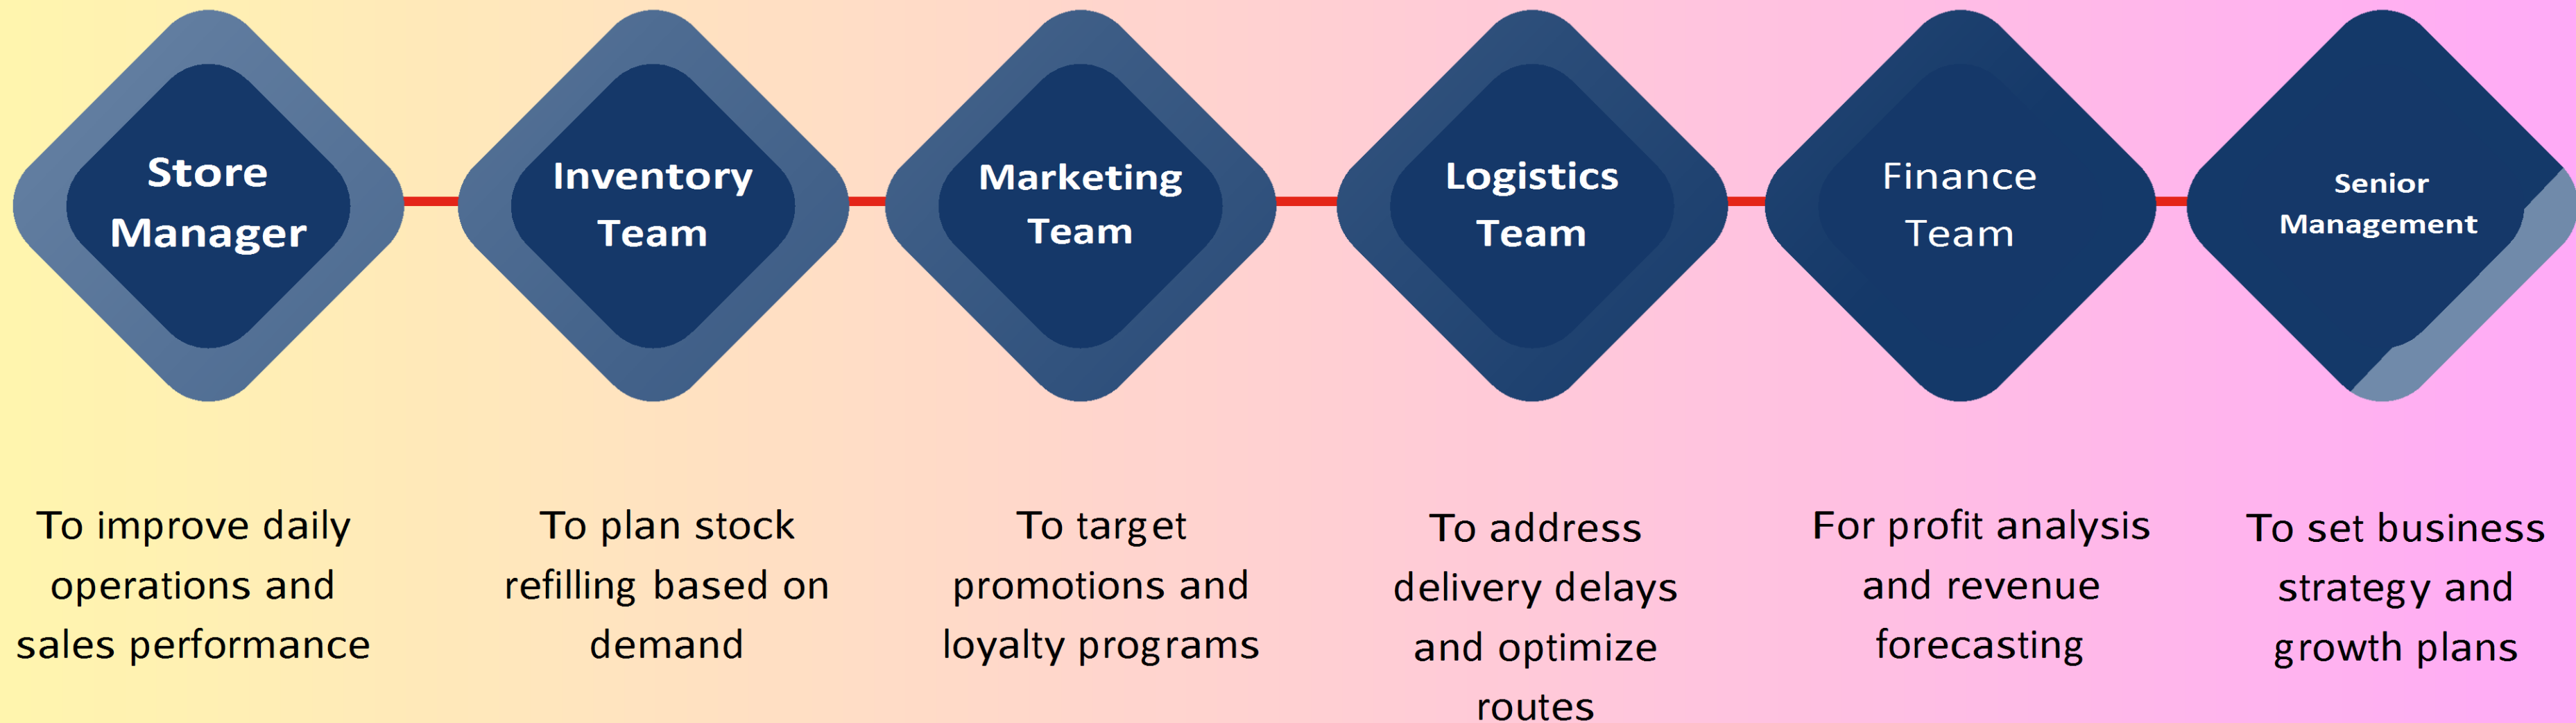 Store
Manager
Inventory
Team
Marketing
Team
Logistics
Team
Finance
Team
Senior
Management
To improve daily
operations and
sales performance
To plan stock
refilling based on
demand
To target
promotions and
loyalty programs
To address
delivery delays
and optimize
routes
For profit analysis
and revenue
forecasting
To set business
strategy and
growth plans